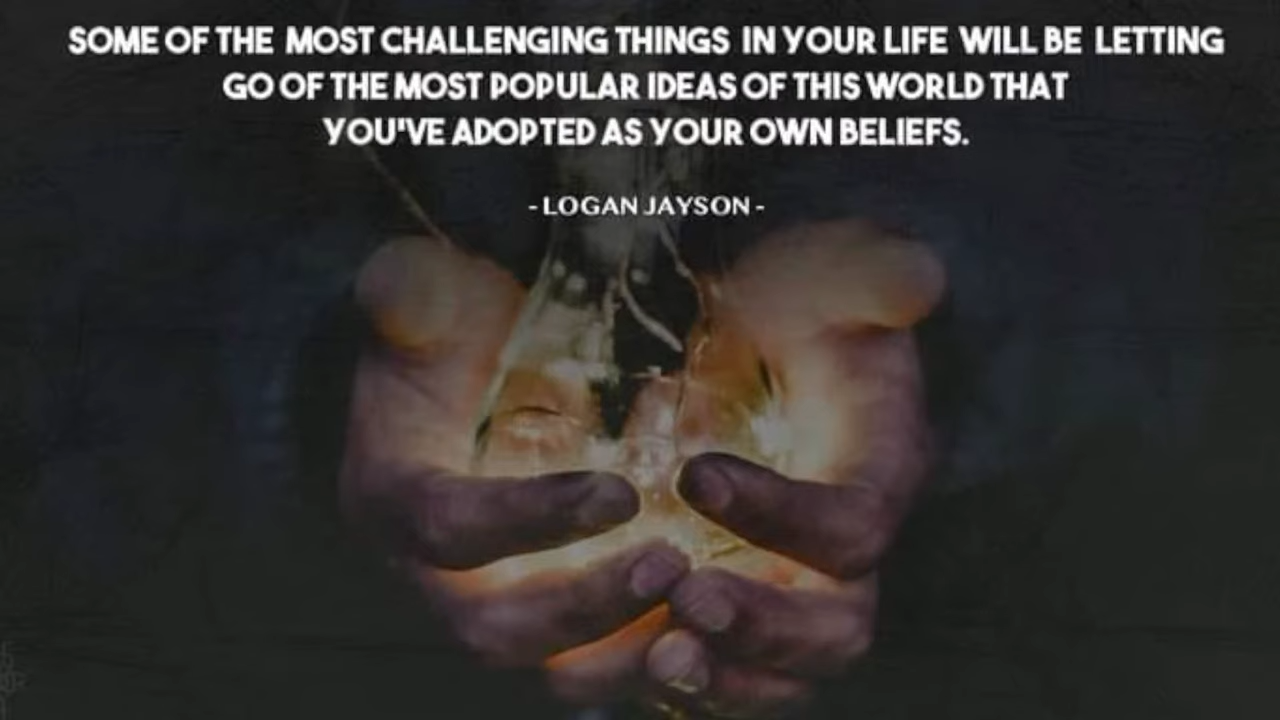 SOME OF THE MOST CHALLENGING THINGS IN YOUR LIFE WILL BE LETTING
GO OF THE MOST POPULAR IDEAS OF THIS WORLD THAT
YOU'VE ADOPTED AS YOUR OWN BELIEFS.
- LOGAN JAYSON -